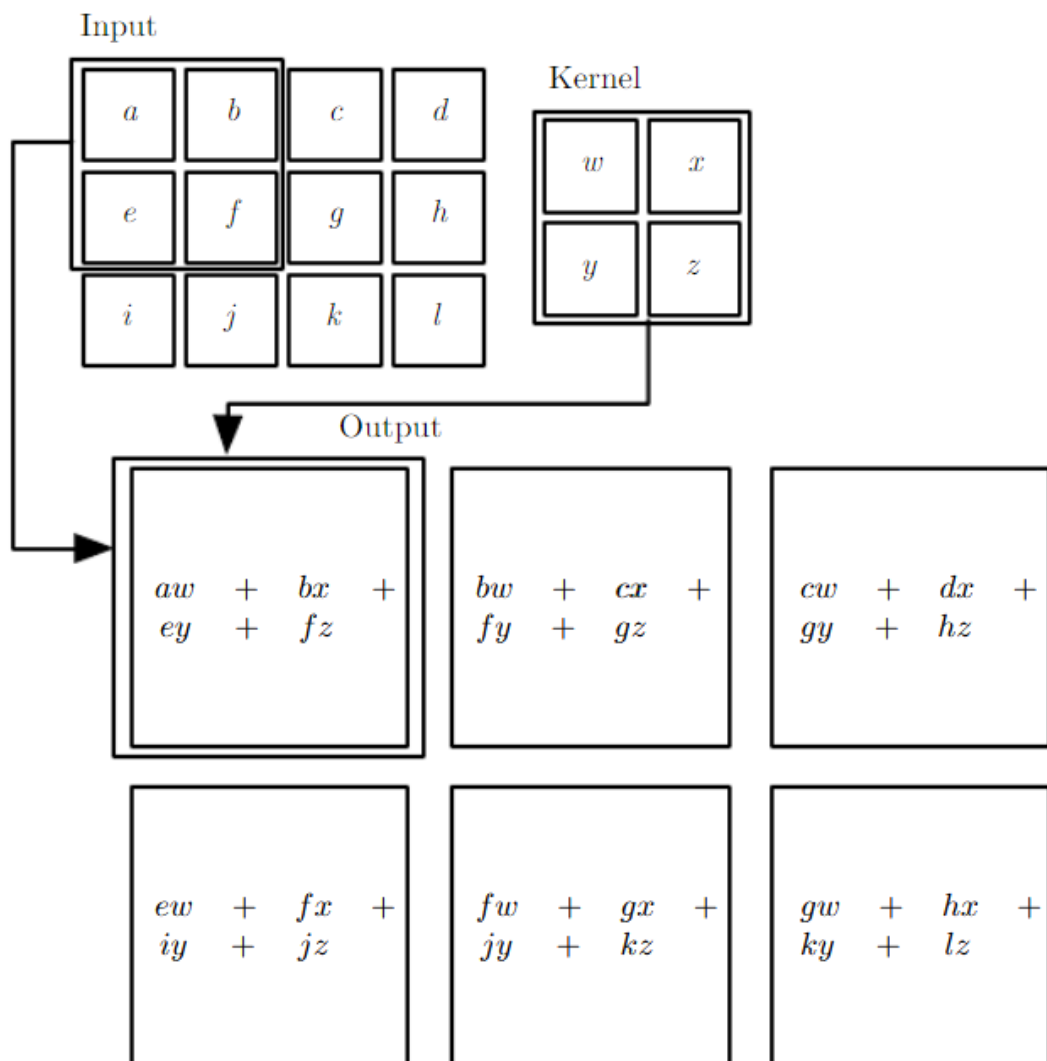 Input
Kernel
a b c d
e f g h
i j k l
w x
y z
Output
aw + bx +
ey + fz
bw + cx +
fy + gz
cw + dx +
gy + hz
ew + fx +
iy + jz
fw + gx +
jy + kz
gw + hx +
ky + lz